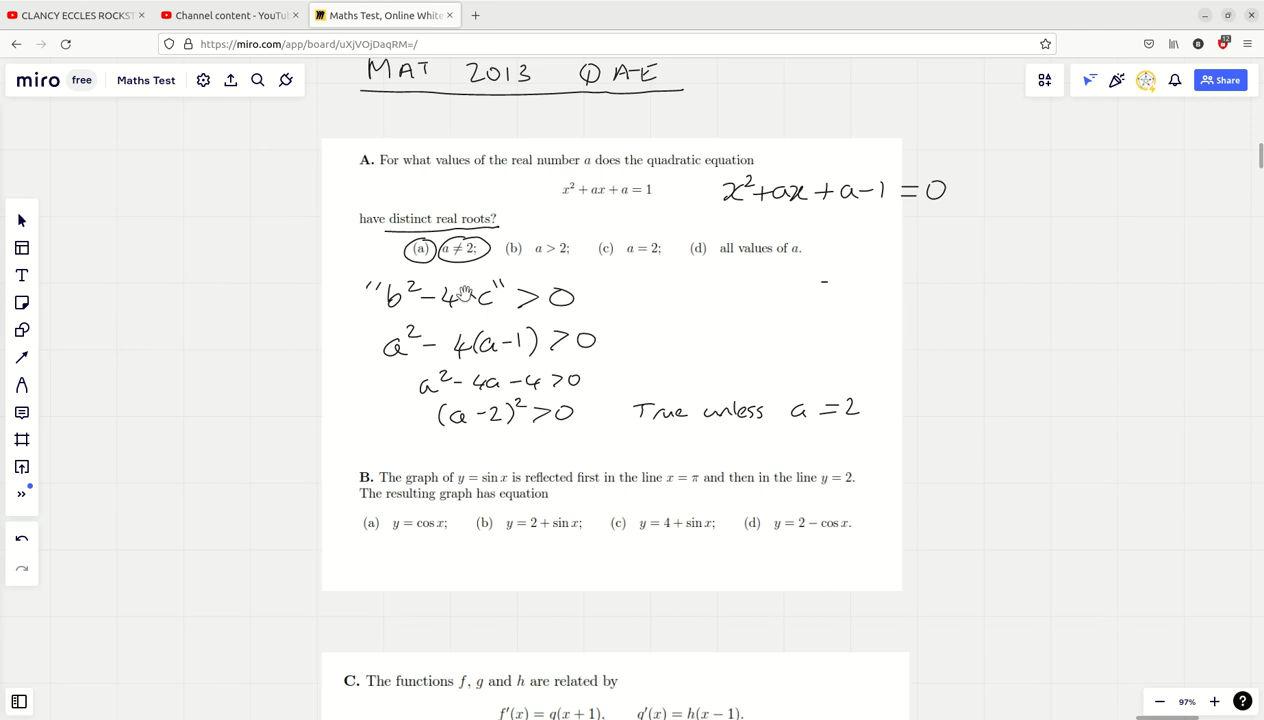 CLANCY ECCLES ROCKST
Channel content - YouTu
Maths Test, Online White
https://miro.com/app/board/uXjVOjDaqRM=/
12
miro free Maths Test
Share
MAT 2013 Q A-E
A. For what values of the real number a does the quadratic equation
x² + ax + a = 1
x²+ax+a-1=0
have distinct real roots?
(a) a ≠ 2; (b) a > 2; (c) a = 2; (d) all values of a.
"b²-4ac" > 0
a² - 4(a-1) > 0
a² - 4a - 4 > 0
(a-2)² > 0 True unless a = 2
B. The graph of y = sin x is reflected first in the line x = π and then in the line y = 2.
The resulting graph has equation
(a) y = cos x; (b) y = 2 + sin x; (c) y = 4 + sin x; (d) y = 2 − cos x.
C. The functions f, g and h are related by
f′(x) = g(x + 1), g′(x) = h(x − 1).
97%